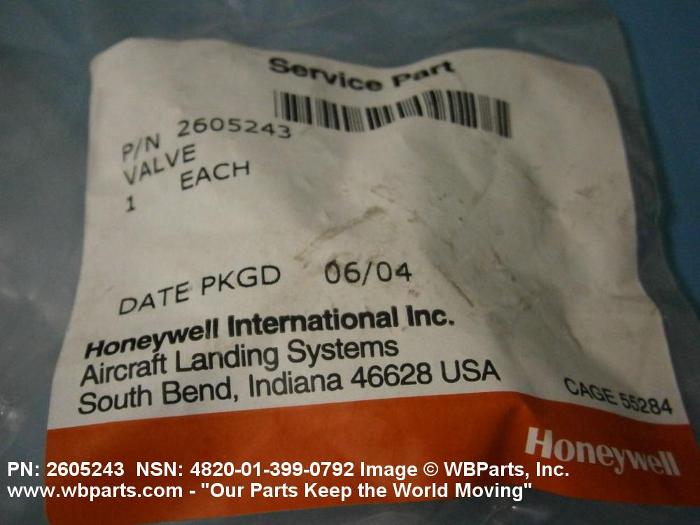 Service Part
P/N 2605243
VALVE
1 EACH
DATE PKGD 06/04
Honeywell International Inc.
Aircraft Landing Systems
South Bend, Indiana 46628 USA
CAGE 55284
Honeywell
PN: 2605243 NSN: 4820-01-399-0792 Image © WBParts, Inc.
www.wbparts.com - "Our Parts Keep the World Moving"